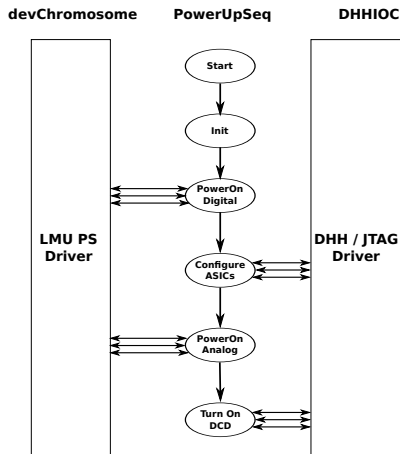 devChromosome PowerUpSeq DHHIOC
Start
Init
PowerOn
Digital
LMU PS
Driver
DHH / JTAG
Driver
Configure
ASICs
PowerOn
Analog
Turn On
DCD